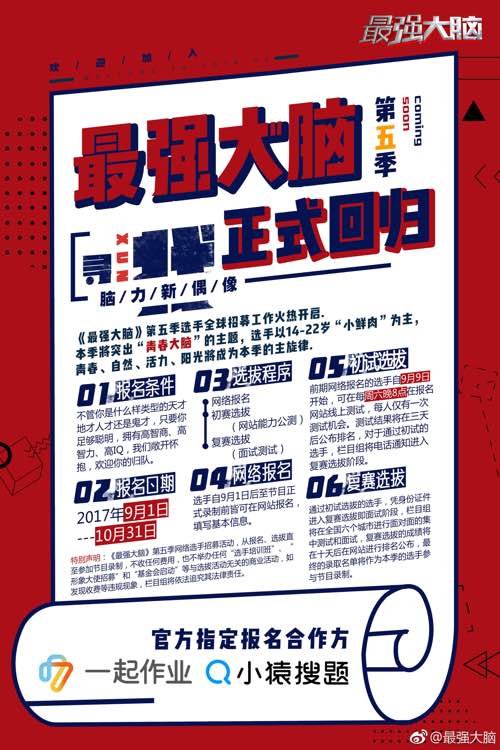 最强大脑
欢/迎/加/入
最强大脑
第五季
coming
soon
寻
XUN
正式回归
脑/力/新/偶/像
《最强大脑》第五季选手全球招募工作火热开启.
本季将突出“青春大脑”的主题，选手以14-22岁“小鲜肉”为主，
青春、自然、活力、阳光将成为本季的主旋律.
01 报名条件
不管你是什么样类型的天才
地才人才还是鬼才，只要你
足够聪明，拥有高智商、高
智力、高IQ，我们敞开怀
抱，欢迎你的归队。
02 报名日期
2017年9月1日
---10月31日
03 选拔程序
网络报名
初赛选拔
（网站能力公测）
复赛选拔
（面试测试）
04 网络报名
选手自9月1日后至节目正
式录制前皆可在网站报名，
填写基本信息。
05 初试选拔
前期网络报名的选手自9月9日
开始，可在每周六晚8点在报名
网站线上测试，每人仅有一次
测试机会。测试结果将在三天
后公布排名，对于通过初试的
选手，栏目组将电话通知进入
复赛选拔阶段。
06 复赛选拔
通过初试选拔的选手，凭身份证件
进入复赛选拔即面试阶段，栏目组
将在全国六个城市进行面对面的集
中测试和面试，复赛选拔的成绩将
在十天后在网站进行排名公布，最
终的录取名单将作为本季的选手参
与节目录制。
特别声明：《最强大脑》第五季网络选手招募活动，从报名、选拔直
至参加节目录制，不收任何费用，也不举办任何“选手培训班”、“
形象大使招募”和“基金会启动”等与选拔活动无关的商业活动，如
发现收费等违规现象，栏目组将依法追究其法律责任。
官方指定报名合作方
一起作业 小猿搜题
@最强大脑